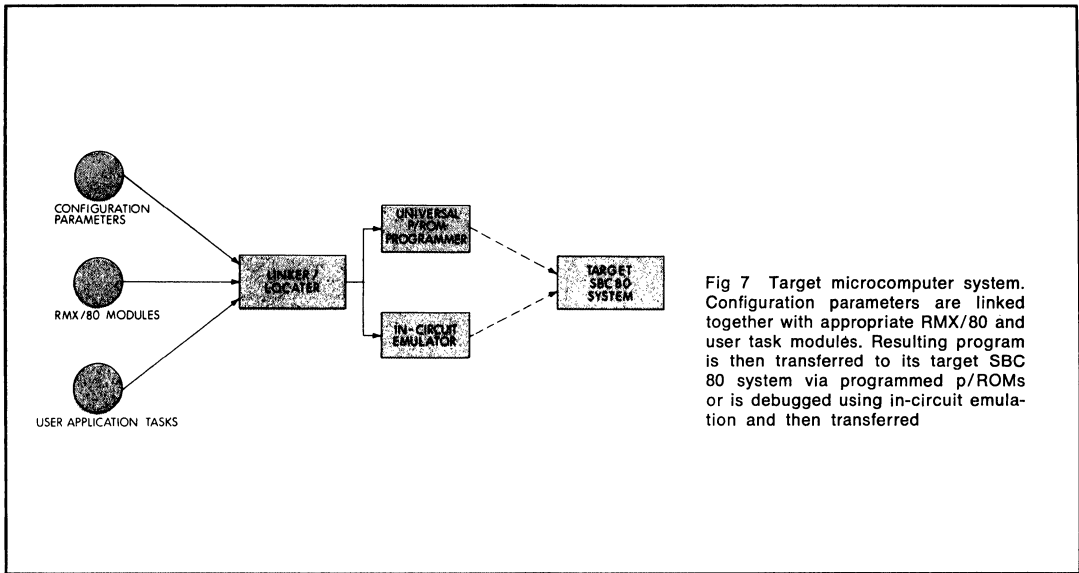 CONFIGURATION
PARAMETERS
RMX/80 MODULES
USER APPLICATION TASKS
LINKER /
LOCATER
UNIVERSAL
P/ROM
PROGRAMMER
IN-CIRCUIT
EMULATOR
TARGET
SBC 80
SYSTEM
Fig 7 Target microcomputer system.
Configuration parameters are linked
together with appropriate RMX/80 and
user task modules. Resulting program
is then transferred to its target SBC
80 system via programmed p/ROMs
or is debugged using in-circuit emula-
tion and then transferred